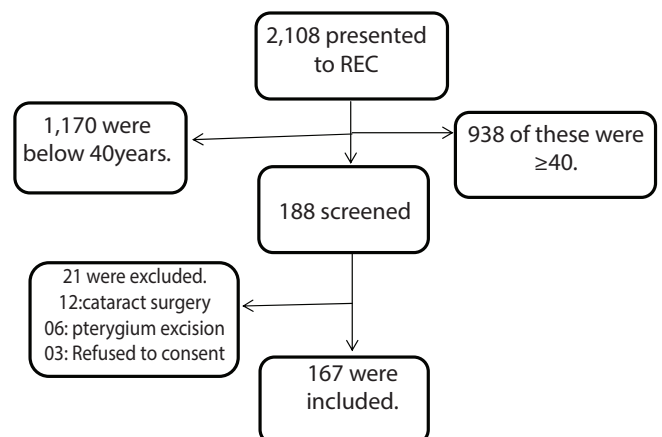 2,108 presented
to REC
1,170 were
below 40years.
938 of these were
≥40.
188 screened
21 were excluded.
12:cataract surgery
06: pterygium excision
03: Refused to consent
167 were
included.